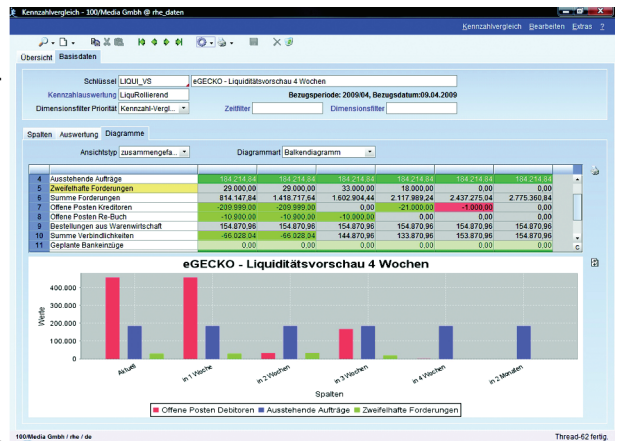 Kennzahlvergleich - 100/Media Gmbh @ rhe_daten
Kennzahlvergleich Bearbeiten Extras ?
Übersicht Basisdaten
Schlüssel LIQUI_VS eGECKO - Liquiditätsvorschau 4 Wochen
Kennzahlauswertung LiquRollierend Bezugsperiode: 2009/04, Bezugsdatum:09.04.2009
Dimensionsfilter Priorität Kennzahl-Vergl... Zeitfilter Dimensionsfilter
Spalten Auswertung Diagramme
Ansichtstyp zusammengefa... Diagrammart Balkendiagramm
4 Ausstehende Aufträge 184.214,84 184.214,84 184.214,84 184.214,84 184.214,84 184.214,84
5 Zweifelhafte Forderungen 29.000,00 29.000,00 33.000,00 18.000,00 0,00 0,00
6 Summe Forderungen 814.147,84 1.418.717,64 1.602.904,44 2.117.989,24 2.437.275,04 2.775.360,84
7 Offene Posten Kreditoren -209.999,00 -209.999,00 0,00 -21.000,00 -1.000,00 0,00
8 Offene Posten Re-Buch -10.900,00 -10.900,00 -10.000,00 0,00 0,00 0,00
9 Bestellungen aus Warenwirtschaft 154.870,96 154.870,96 154.870,96 154.870,96 154.870,96 154.870,96
10 Summe Verbindlichkeiten -66.028,04 -66.028,04 144.870,96 133.870,96 153.870,96 154.870,96
11 Geplante Bankeinzüge 0,00 0,00 0,00 0,00 0,00 0,00
eGECKO - Liquiditätsvorschau 4 Wochen
Werte
400.000
300.000
200.000
100.000
0
Aktuell in 1 Woche in 2 Wochen in 3 Wochen in 4 Wochen in 2 Monaten
Spalten
Offene Posten Debitoren Ausstehende Aufträge Zweifelhafte Forderungen
100/Media Gmbh / rhe / de Thread-62 fertig.